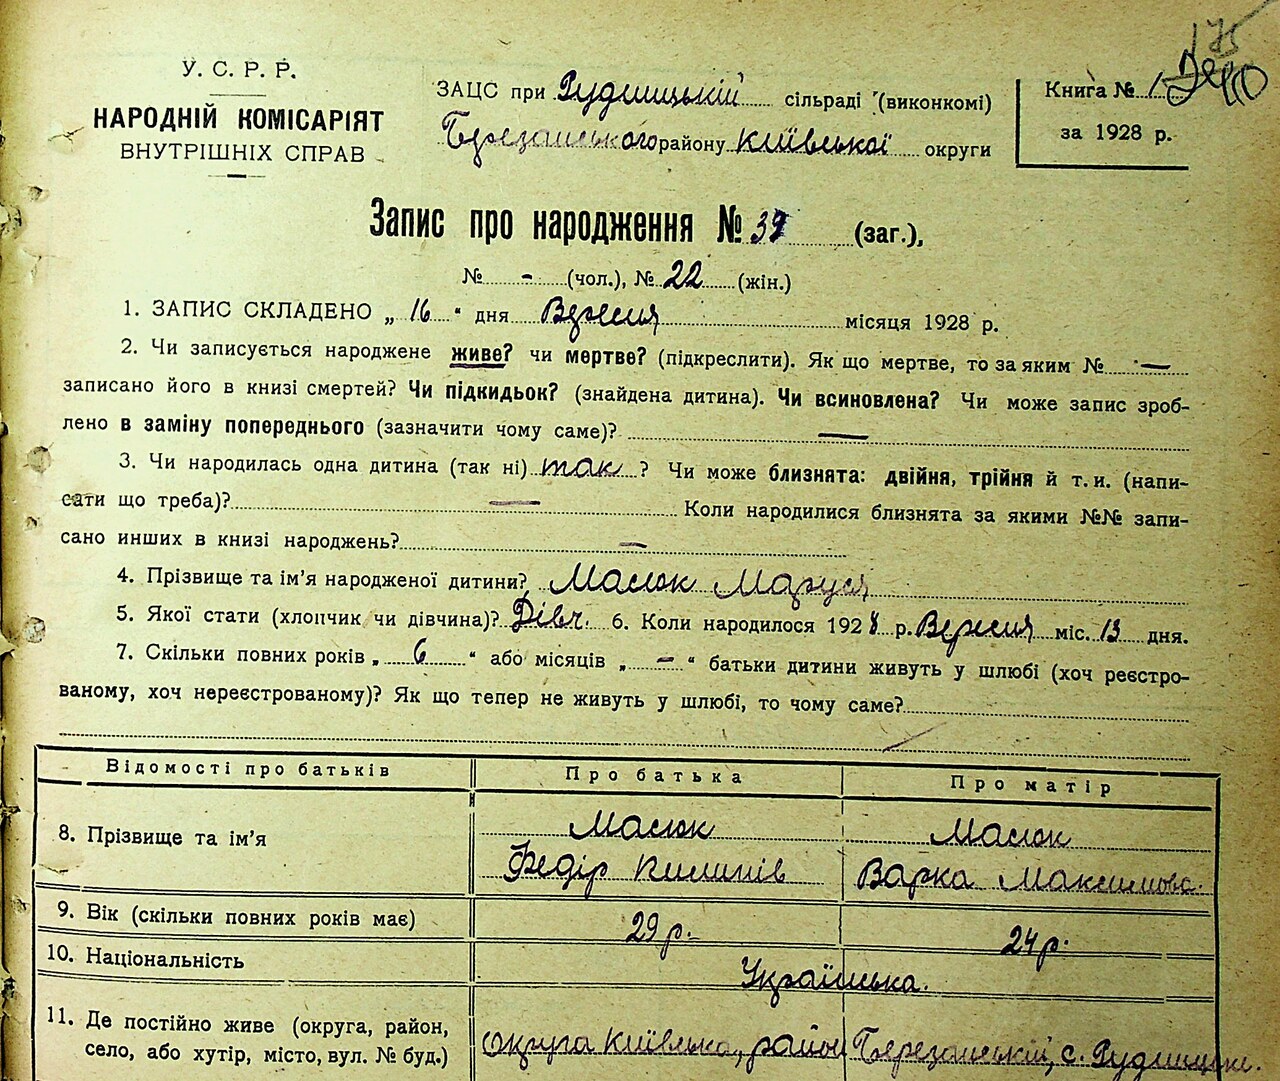 175
У. С. Р. Р.
НАРОДНІЙ КОМІСАРІЯТ
ВНУТРІШНІХ СПРАВ
ЗАЦС при Рудницькій сільраді (виконкомі)
Березанського району Київської округи
Книга №
за 1928 р.
Запис про народження № 39 (заг.),
№ - (чол.), № 22 (жін.)
1. ЗАПИС СКЛАДЕНО „ 16 “ дня Вересня місяця 1928 р.
2. Чи записується народжене живе? чи мертве? (підкреслити). Як що мертве, то за яким № —
записано його в книзі смертей? Чи підкидьок? (знайдена дитина). Чи всиновлена? Чи може запис зроб-
лено в заміну попереднього (зазначити чому саме)? —
3. Чи народилась одна дитина (так ні) так ? Чи може близнята: двійня, трійня й т. и. (напи-
сати що треба)? — Коли народилися близнята за якими №№ запи-
сано инших в книзі народжень? —
4. Прізвище та ім’я народженої дитини? Масюк Маруся
5. Якої стати (хлопчик чи дівчина)? Дівч. 6. Коли народилося 1928 р. Вересня міс. 13 дня.
7. Скільки повних років „ 6 “ або місяців „ - “ батьки дитини живуть у шлюбі (хоч реєстро-
ваному, хоч нереєстрованому)? Як що тепер не живуть у шлюбі, то чому саме?
Відомості про батьків Про батька Про матір
8. Прізвище та ім’я Масюк Масюк
Федір Килинів Варка Максимова.
9. Вік (скільки повних років має) 29 р. 24 р.
10. Національність Українська.
11. Де постійно живе (округа, район,
село, або хутір, місто, вул. № буд.) округа Київська, район Березанський, с.